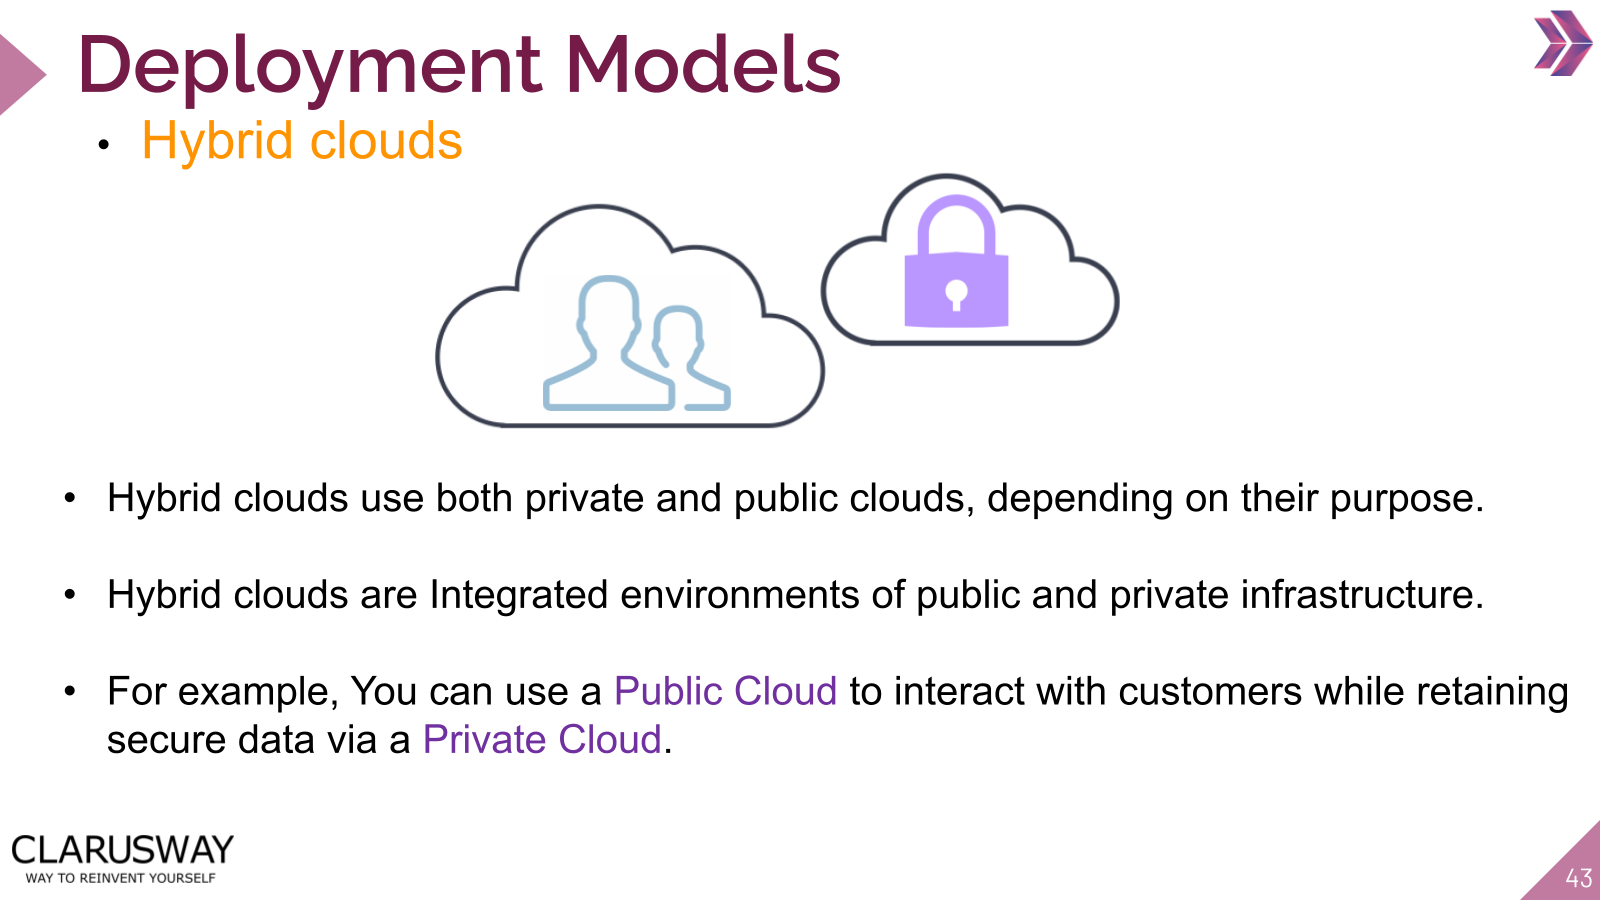 Deployment Models
• Hybrid clouds
• Hybrid clouds use both private and public clouds, depending on their purpose.
• Hybrid clouds are Integrated environments of public and private infrastructure.
• For example, You can use a Public Cloud to interact with customers while retaining
secure data via a Private Cloud.
CLARUSWAY
WAY TO REINVENT YOURSELF
43